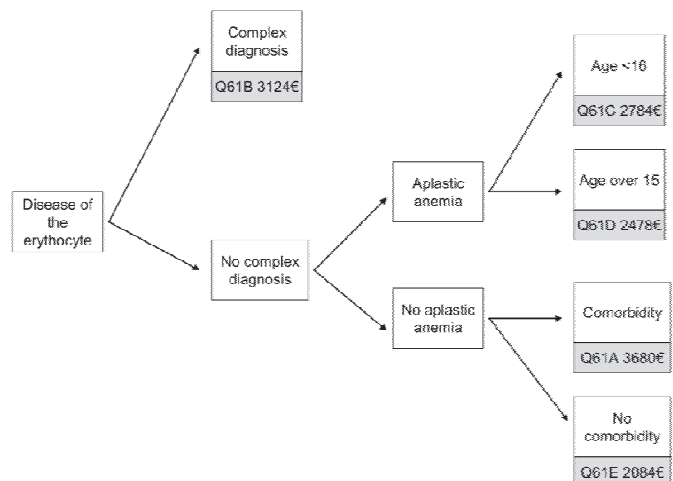 Complex
diagnosis
Q61B 3124€
Age <16
Q61C 2784€
Aplastic
anemia
Age over 15
Q61D 2478€
Disease of
the
erythocyte
No complex
diagnosis
No aplastic
anemia
Comorbidity
Q61A 3680€
No
comorbidity
Q61E 2084€